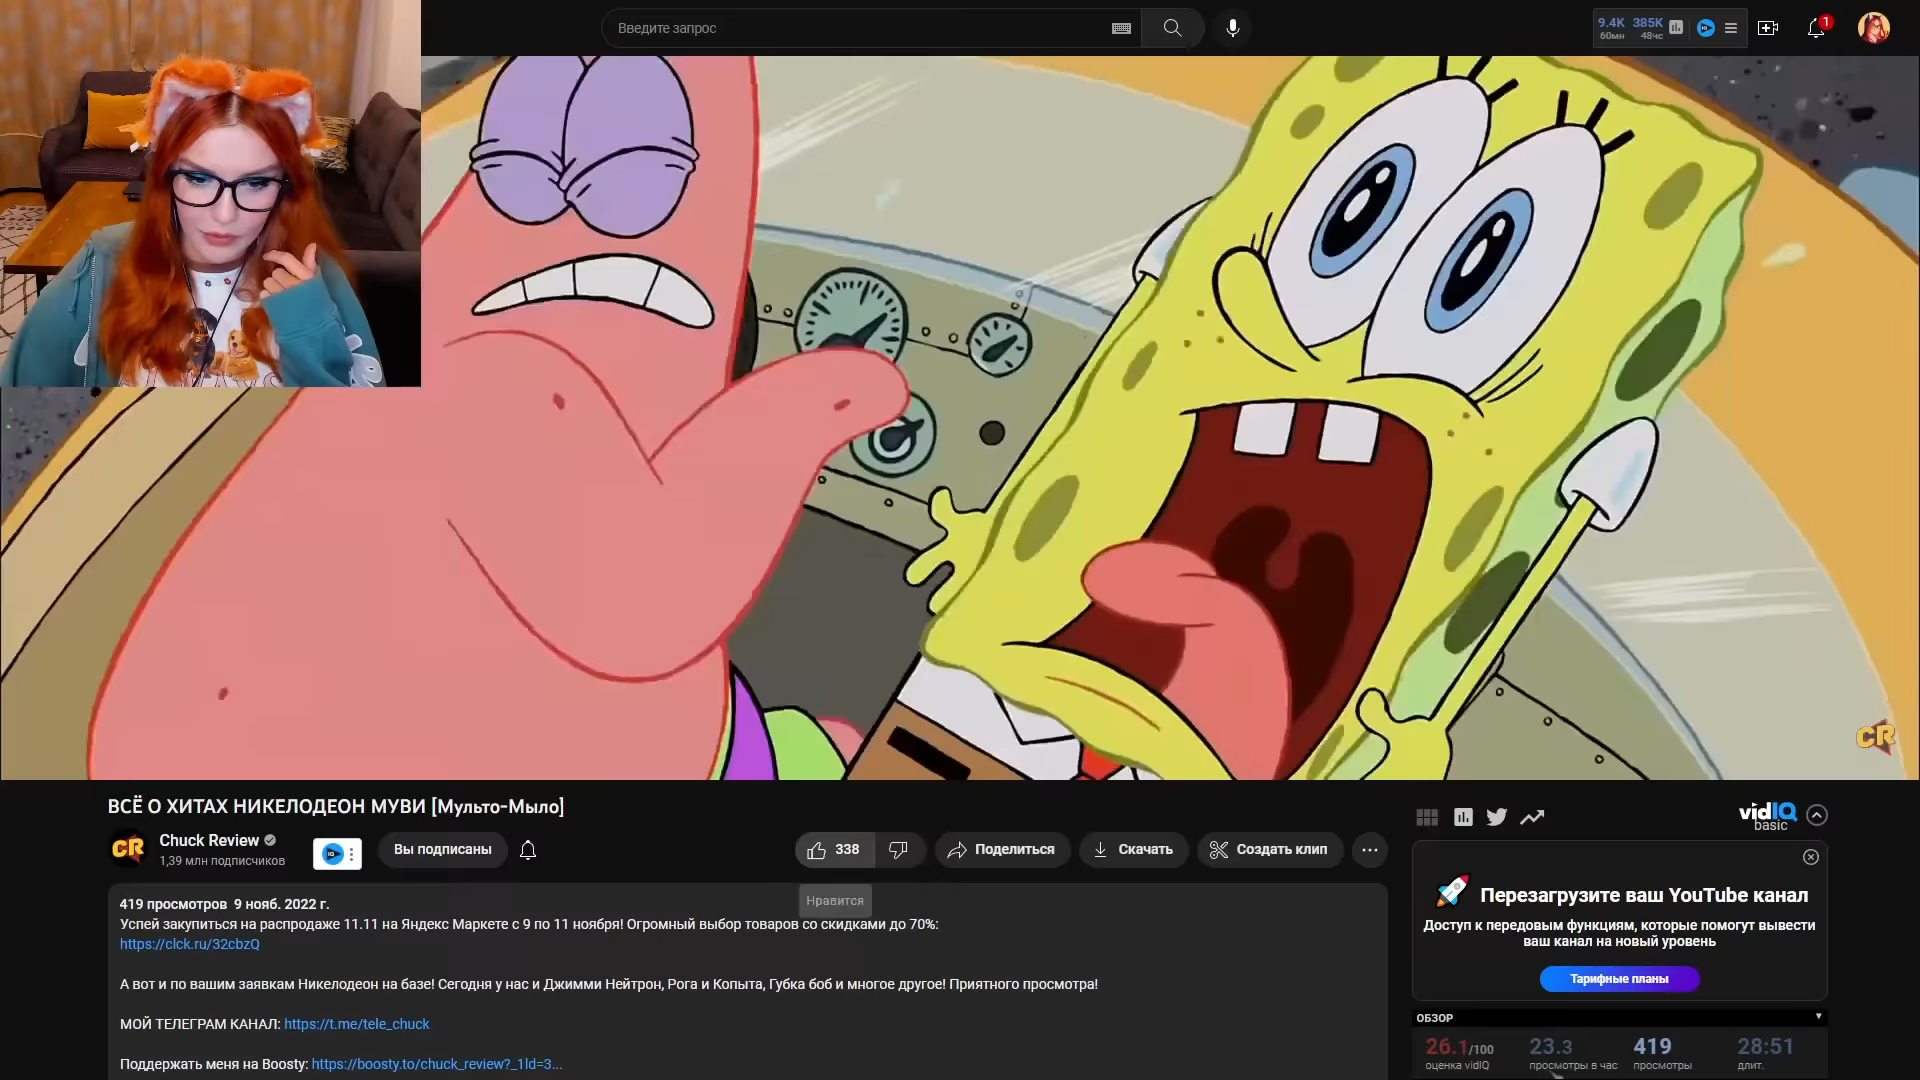 Введите запрос
9.4K 385K
60мн 48чс
1
CR
ВСЁ О ХИТАХ НИКЕЛОДЕОН МУВИ [Мульто-Мыло]
CR
Chuck Review
1,39 млн подписчиков
IQ
Вы подписаны
338
Поделиться
Скачать
Создать клип
Нравится
419 просмотров 9 нояб. 2022 г.
Успей закупиться на распродаже 11.11 на Яндекс Маркете с 9 по 11 ноября! Огромный выбор товаров со скидками до 70%:
https://clck.ru/32cbzQ
А вот и по вашим заявкам Никелодеон на базе! Сегодня у нас и Джимми Нейтрон, Рога и Копыта, Губка боб и многое другое! Приятного просмотра!
МОЙ ТЕЛЕГРАМ КАНАЛ: https://t.me/tele_chuck
Поддержать меня на Boosty: https://boosty.to/chuck_review?_1ld=3...
vidIQ
basic
Перезагрузите ваш YouTube канал
Доступ к передовым функциям, которые помогут вывести
ваш канал на новый уровень
Тарифные планы
ОБЗОР
26.1/100 23.3 419 28:51
оценка vidIQ просмотры в час просмотры длит.